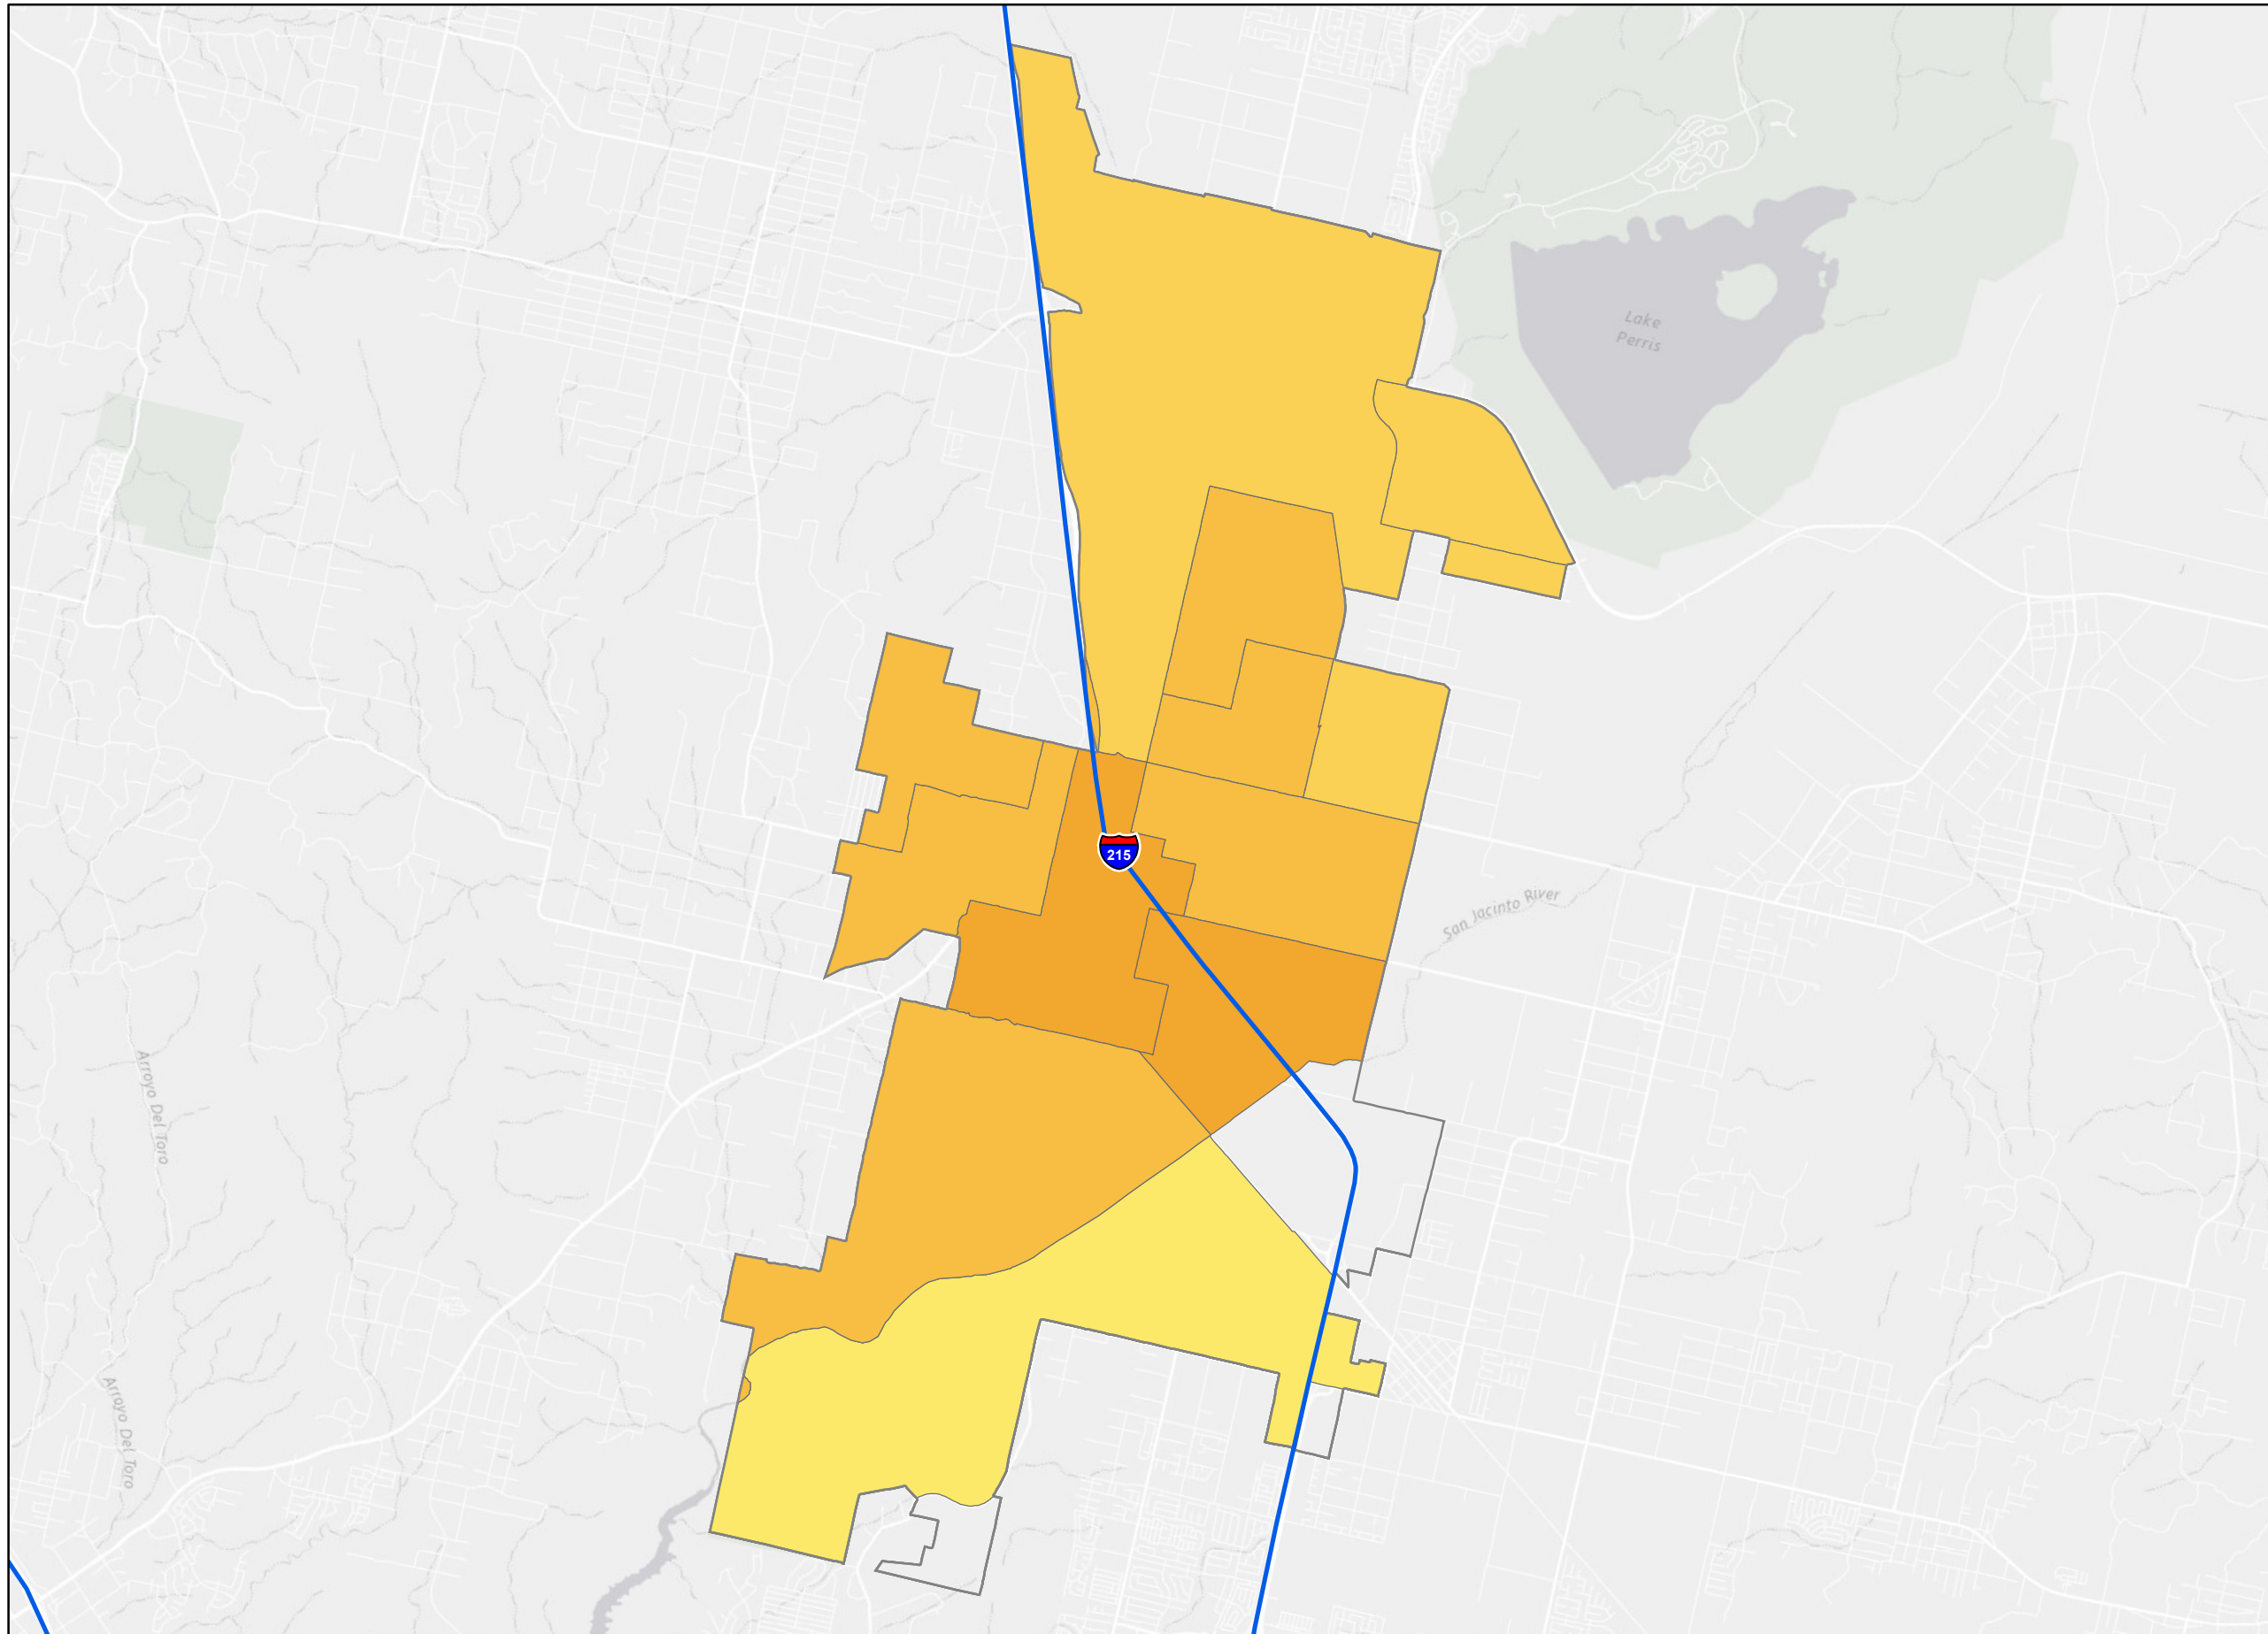 Lake
Perris
215
San Jacinto River
Arroyo Del Toro
Arroyo Del Toro